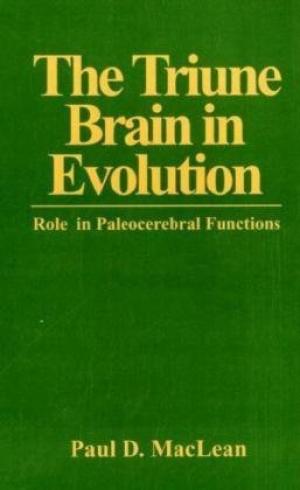 The Triune
Brain in
Evolution
Role in Paleocerebral Functions
Paul D. MacLean